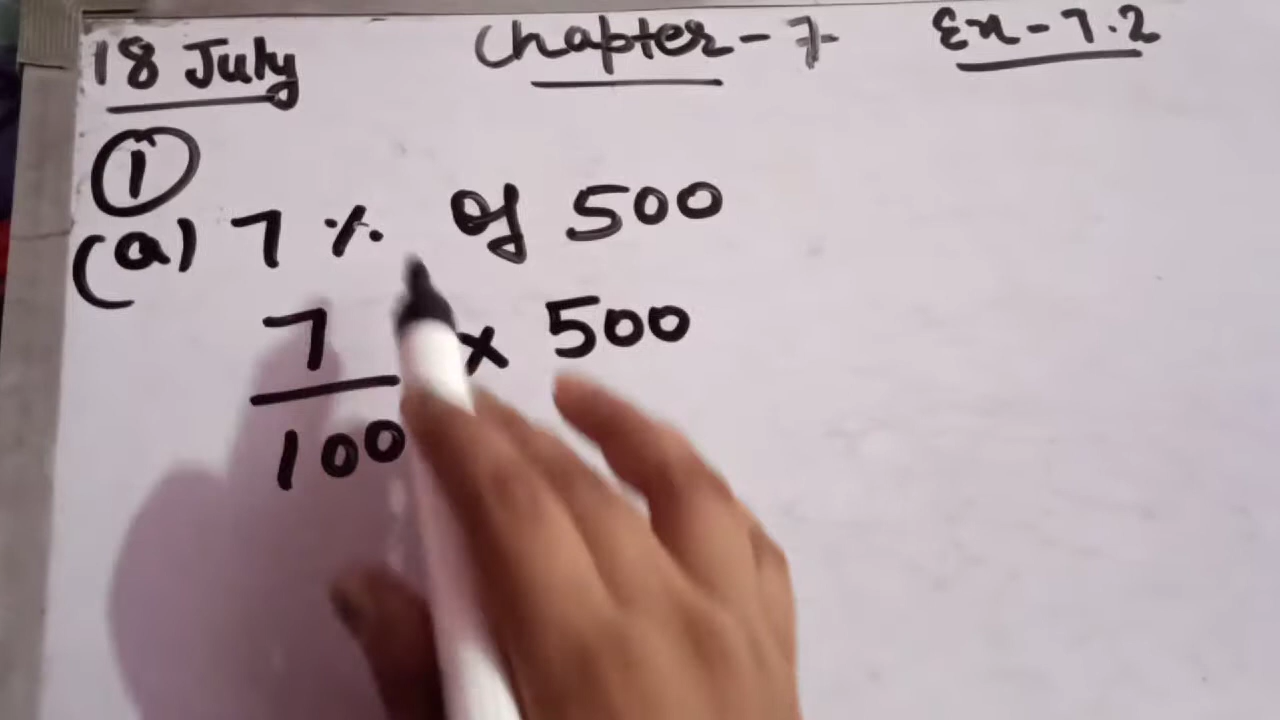 18 July Chapter-7 Ex-7.2
①
(a) 7 % of 500
7 × 500
100